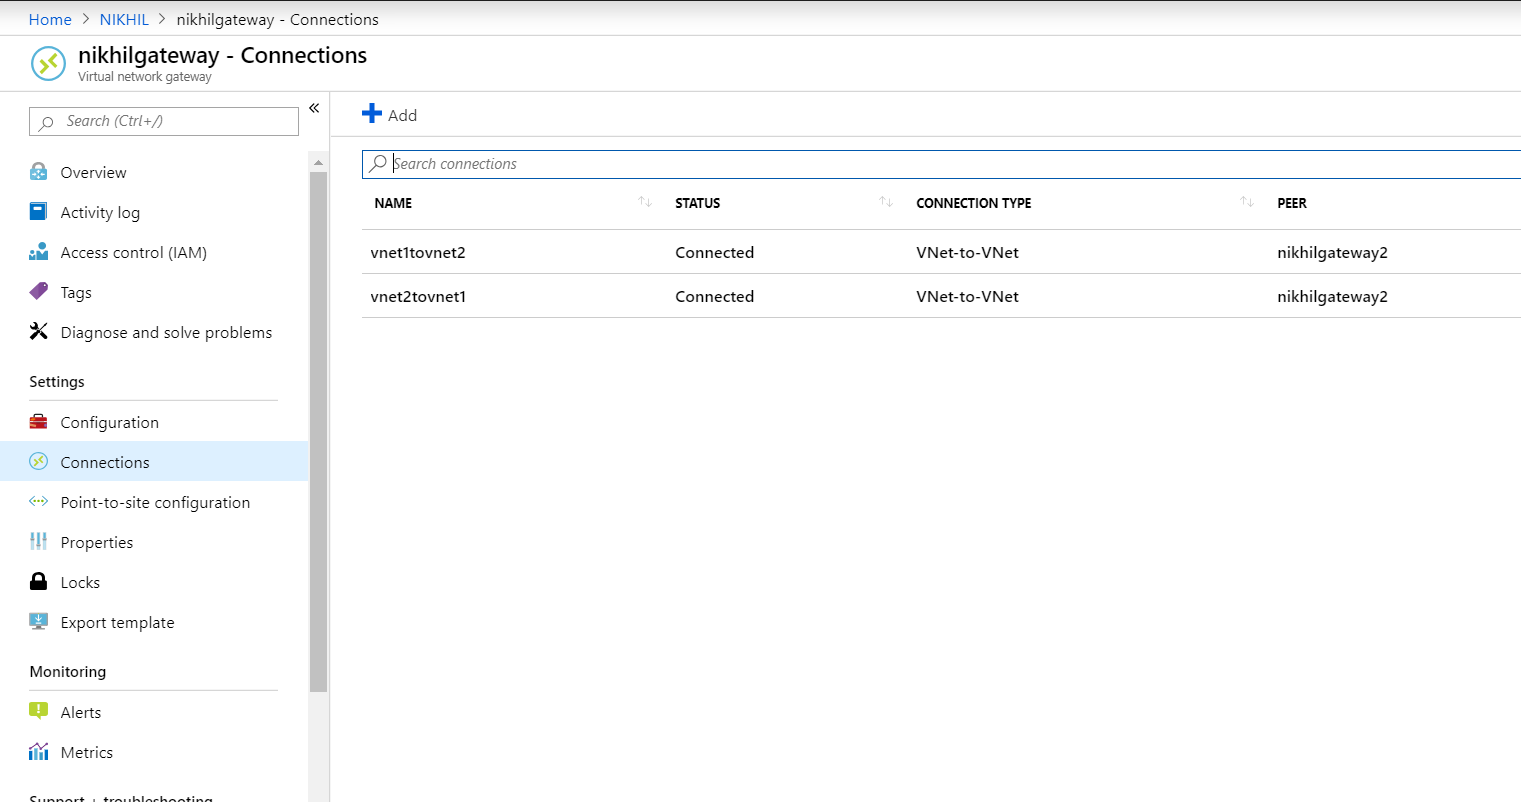 Home > NIKHIL > nikhilgateway - Connections
nikhilgateway - Connections
Virtual network gateway
Search (Ctrl+/)
«
Overview
Activity log
Access control (IAM)
Tags
Diagnose and solve problems
Settings
Configuration
Connections
Point-to-site configuration
Properties
Locks
Export template
Monitoring
Alerts
Metrics
Support + troubleshooting
Add
Search connections
NAME STATUS CONNECTION TYPE PEER
vnet1tovnet2 Connected VNet-to-VNet nikhilgateway2
vnet2tovnet1 Connected VNet-to-VNet nikhilgateway2